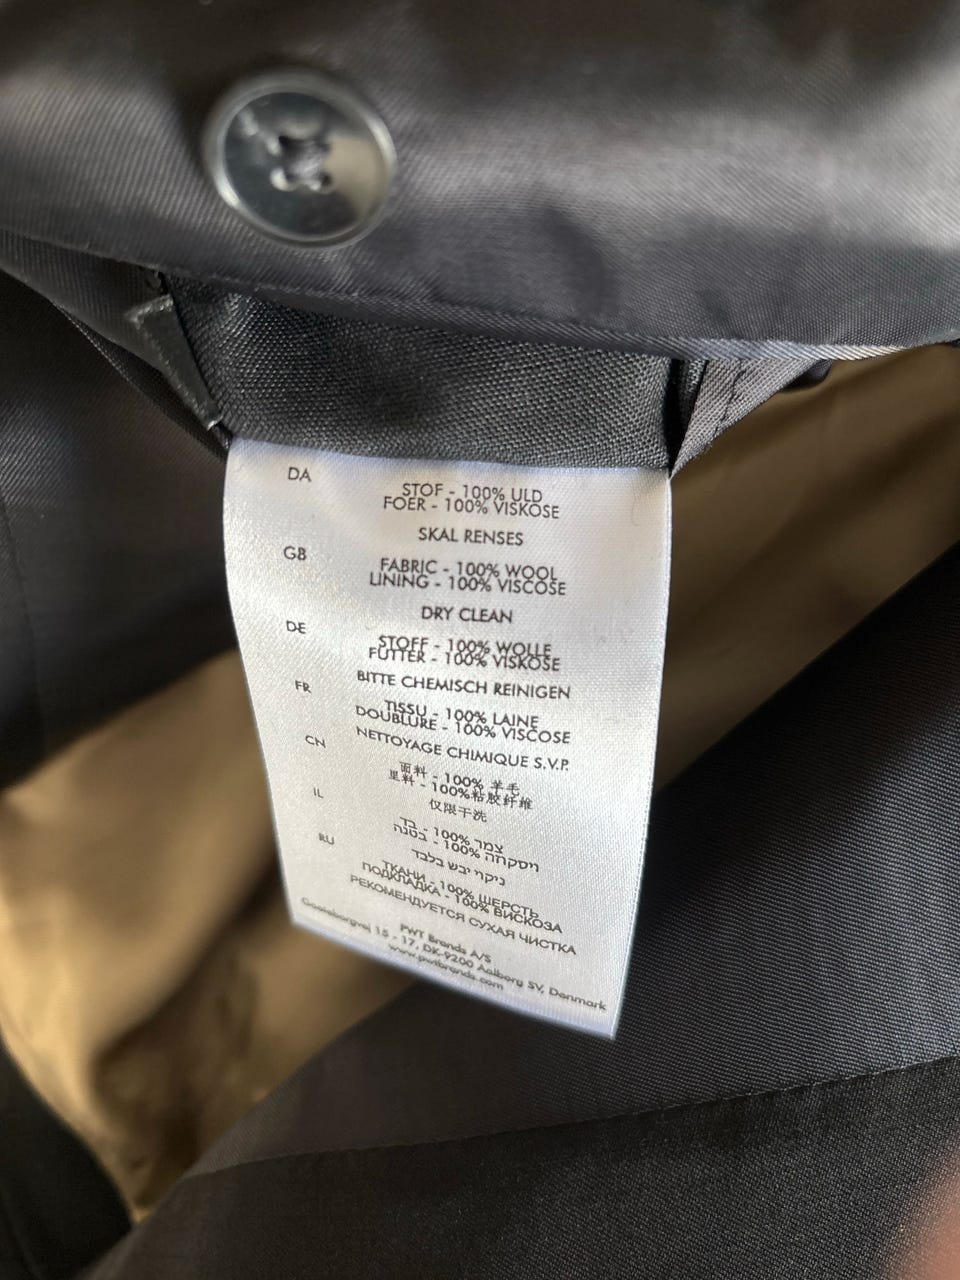 DA
STOF - 100% ULD
FOER - 100% VISKOSE
SKAL RENSES
GB
FABRIC - 100% WOOL
LINING - 100% VISCOSE
DRY CLEAN
DE
STOFF - 100% WOLLE
FUTTER - 100% VISKOSE
BITTE CHEMISCH REINIGEN
FR
TISSU - 100% LAINE
DOUBLURE - 100% VISCOSE
NETTOYAGE CHIMIQUE S.V.P.
CN
面料 - 100% 羊毛
里料 - 100%粘胶纤维
仅限干洗
IL
צמר 100% - בד
ויסקחה 100% - בטנה
ניקוי יבש בלבד
RU
ТКАНИ - 100% ШЕРСТЬ
ПОДКЛАДКА - 100% ВИСКОЗА
РЕКОМЕНДУЕТСЯ СУХАЯ ЧИСТКА
PWT Brands A/S
Gøteborgvej 15 - 17, DK-9200 Aalborg SV, Denmark
www.pwtbrands.com